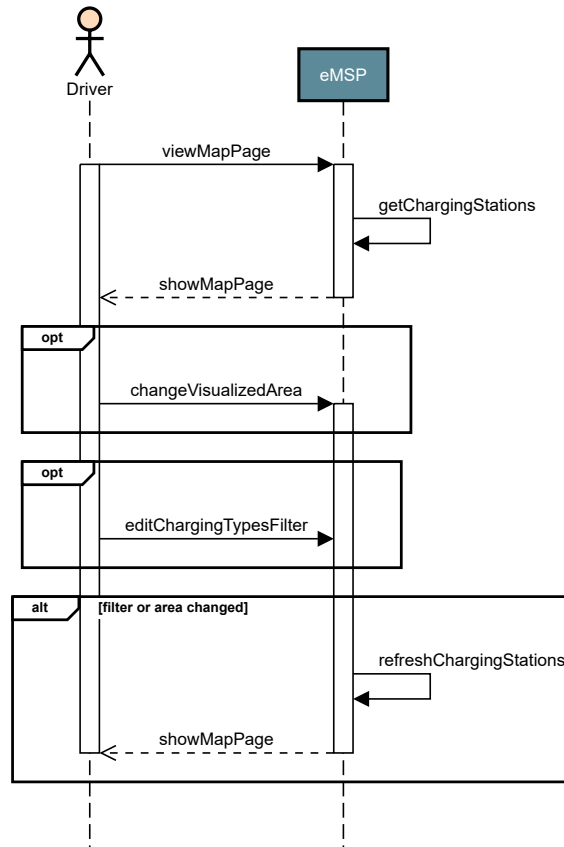 Driver
eMSP
viewMapPage
getChargingStations
showMapPage
opt
changeVisualizedArea
opt
editChargingTypesFilter
alt [filter or area changed]
refreshChargingStations
showMapPage